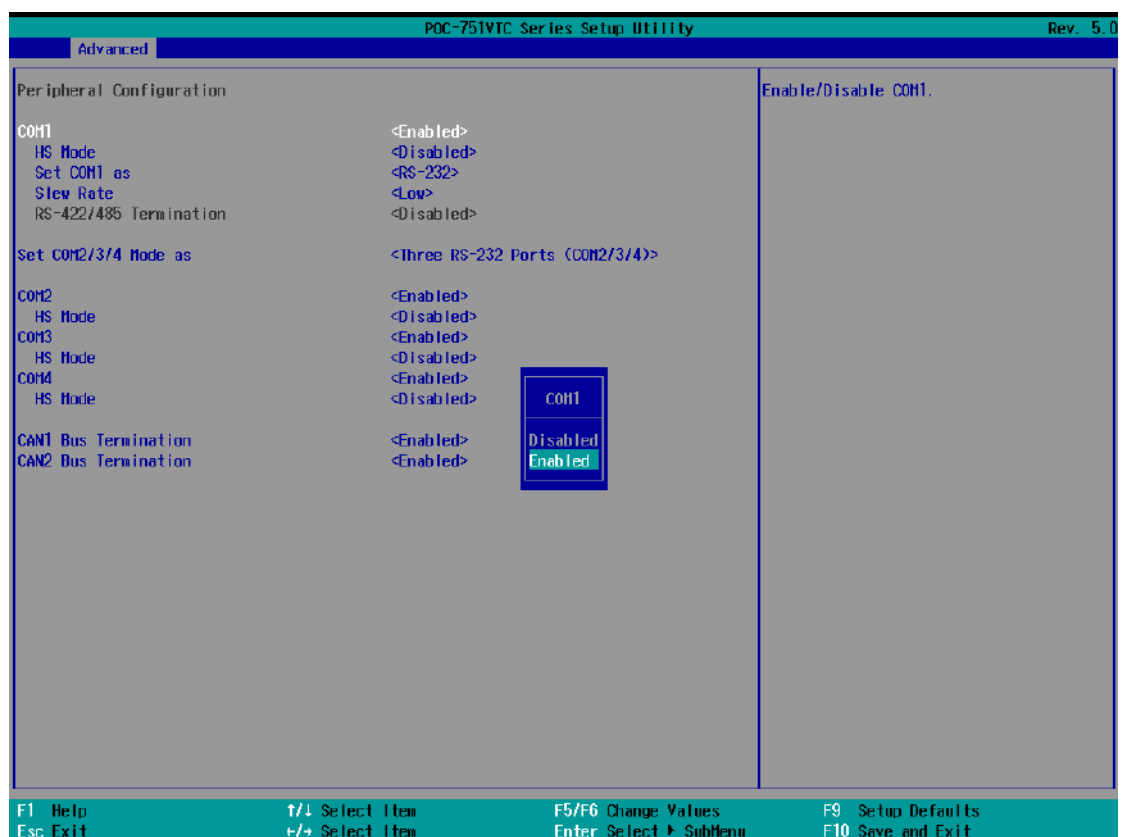 POC-751VTC Series Setup Utility Rev. 5.0
Advanced
Peripheral Configuration
Enable/Disable COM1.
COM1 <Enabled>
HS Mode <Disabled>
Set COM1 as <RS-232>
Slew Rate <Low>
RS-422/485 Termination <Disabled>
Set COM2/3/4 Mode as <Three RS-232 Ports (COM2/3/4)>
COM2 <Enabled>
HS Mode <Disabled>
COM3 <Enabled>
HS Mode <Disabled>
COM4 <Enabled>
HS Mode <Disabled>
CAN1 Bus Termination <Enabled>
CAN2 Bus Termination <Enabled>
COM1
Disabled
Enabled
F1 Help ↑/↓ Select Item F5/F6 Change Values F9 Setup Defaults
Esc Exit ←/→ Select Item Enter Select ► SubMenu F10 Save and Exit